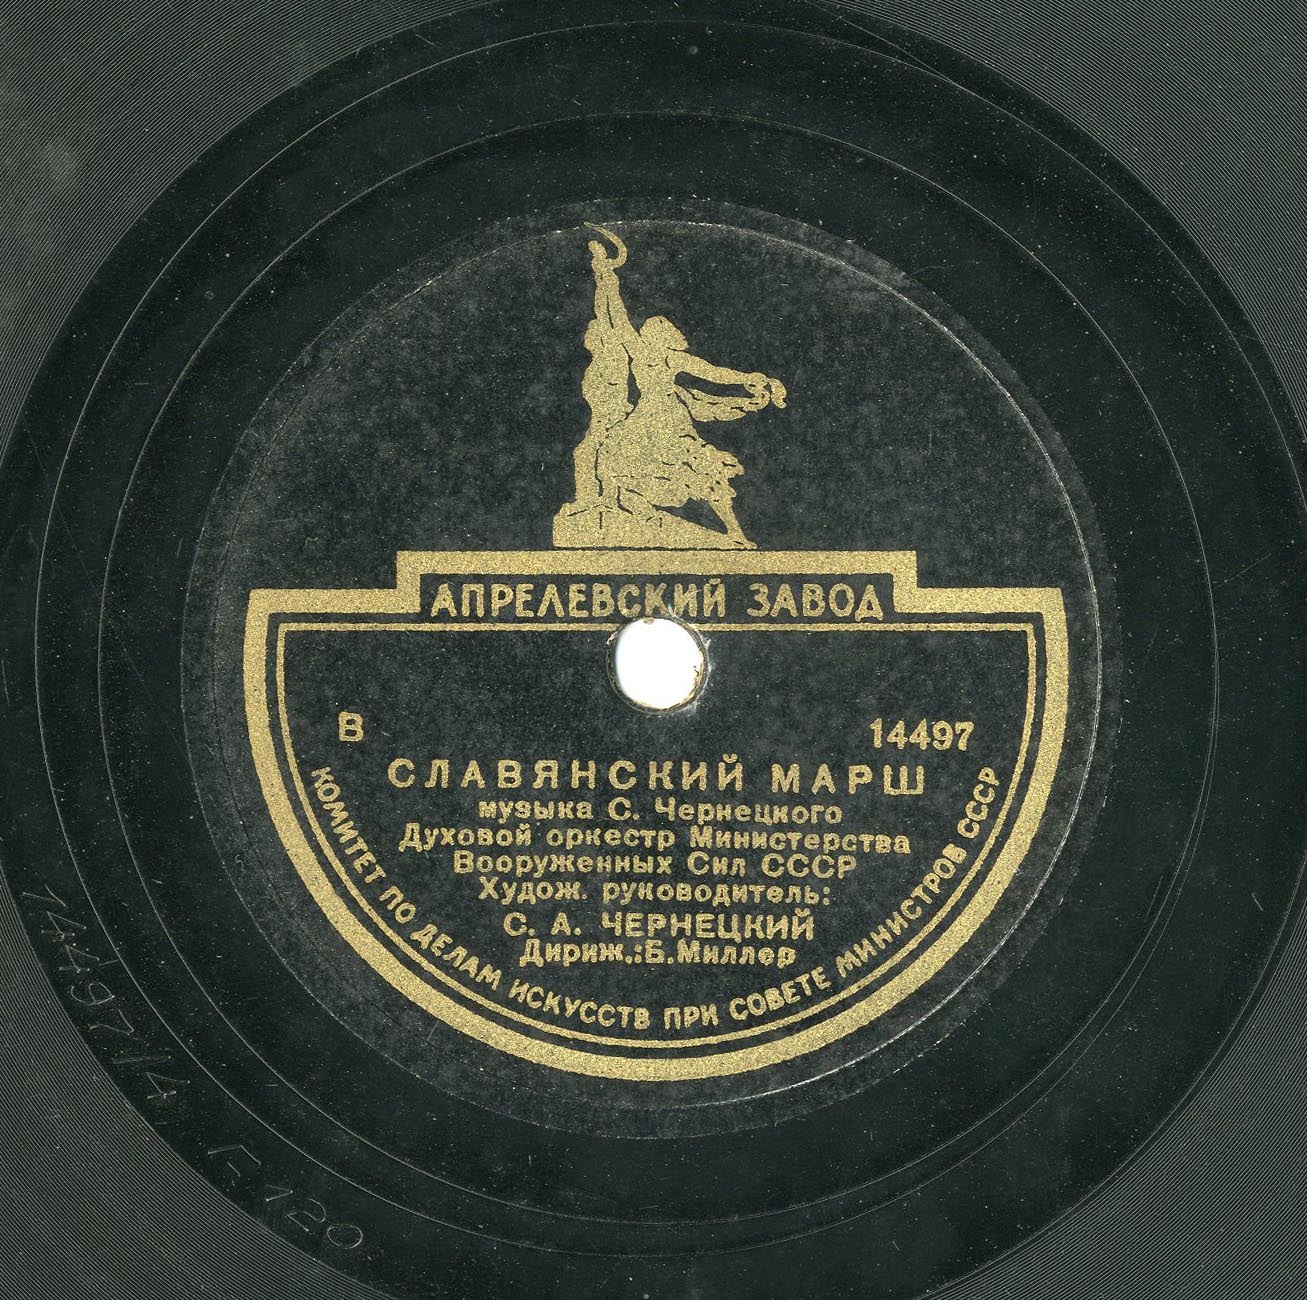 АПРЕЛЕВСКИЙ ЗАВОД
В 14497
СЛАВЯНСКИЙ МАРШ
музыка С. Чернецкого
Духовой оркестр Министерства
Вооруженных Сил СССР
Худож. руководитель:
С. А. ЧЕРНЕЦКИЙ
Дириж.: Б. Миллер
КОМИТЕТ ПО ДЕЛАМ ИСКУССТВ ПРИ СОВЕТЕ МИНИСТРОВ СССР
14497/4 Г-120